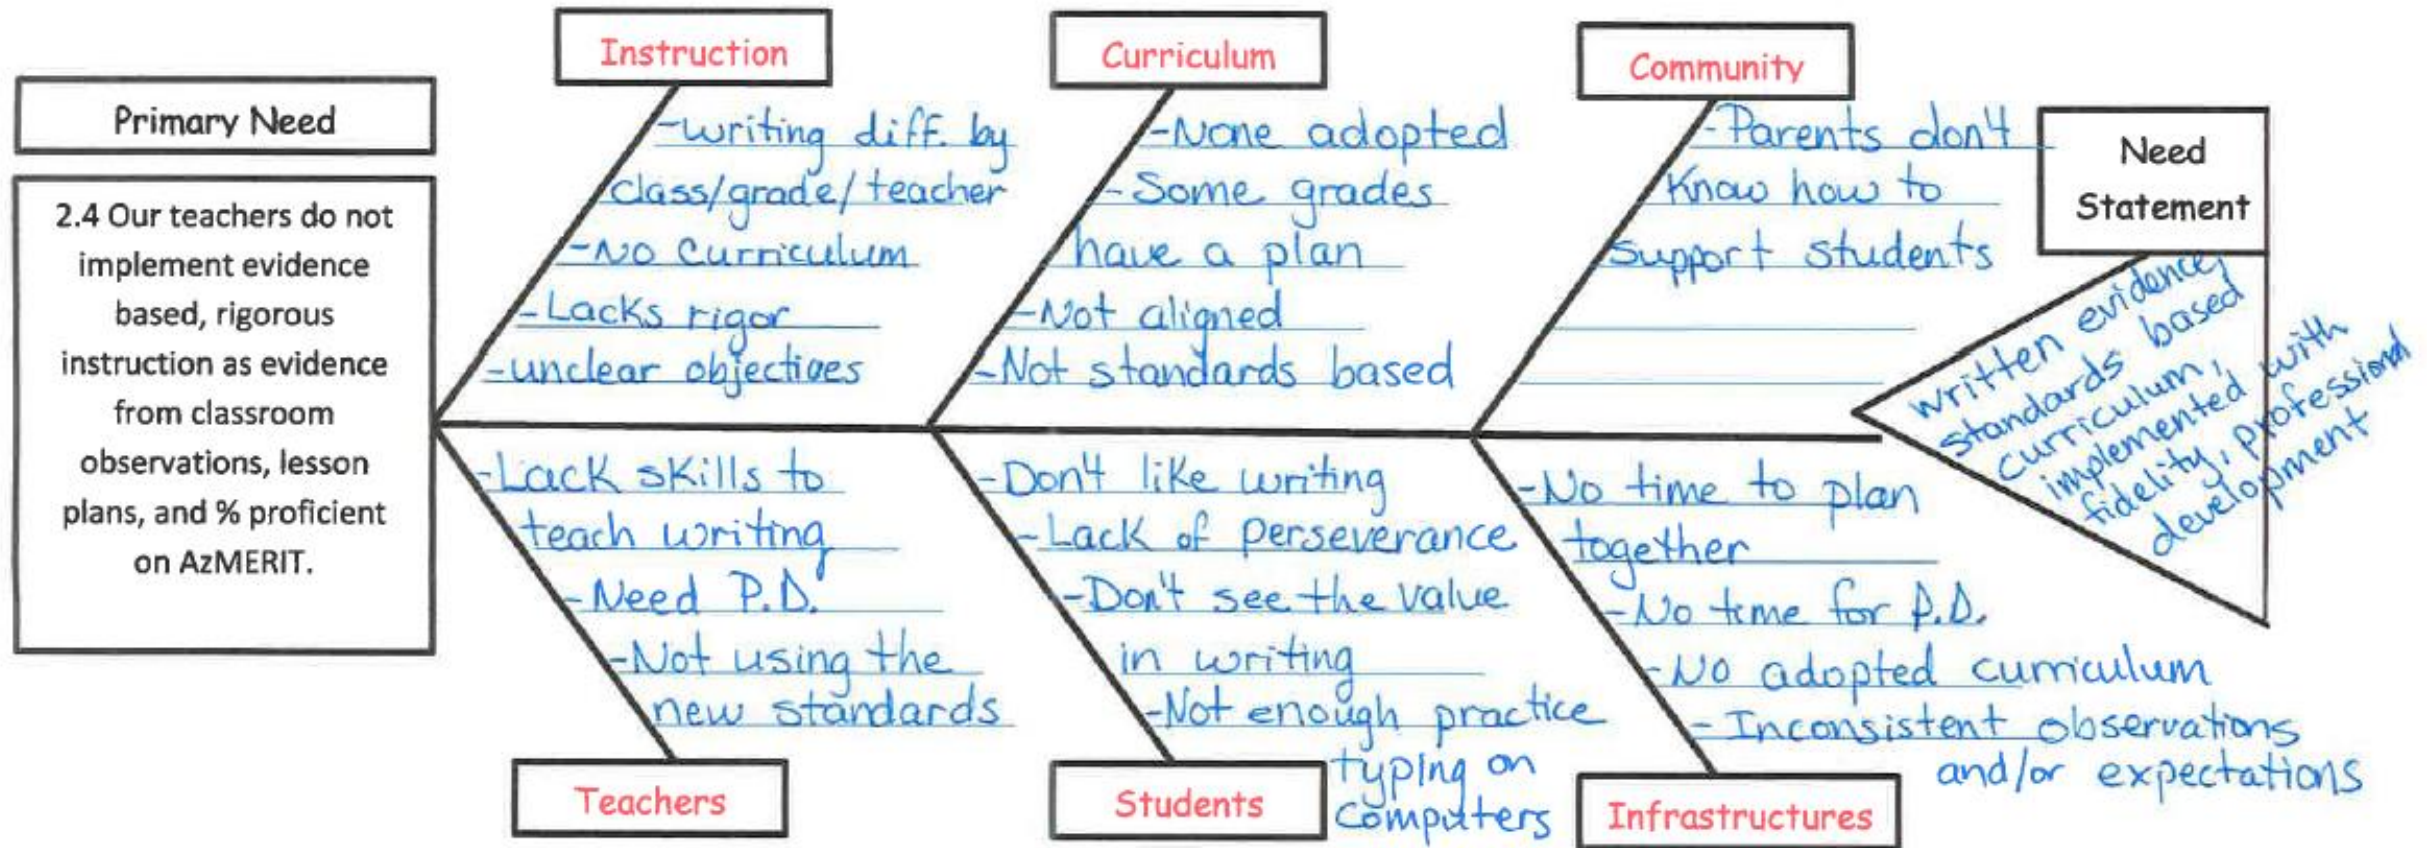 Primary Need
2.4 Our teachers do not
implement evidence
based, rigorous
instruction as evidence
from classroom
observations, lesson
plans, and % proficient
on AzMERIT.
Instruction
-writing diff. by
class/grade/teacher
-No curriculum
-Lacks rigor
-unclear objectives
Curriculum
-None adopted
-Some grades
have a plan
-Not aligned
-Not standards based
Community
-Parents don't
Know how to
support students
Need
Statement
written evidence,
standards based
curriculum,
implemented with
fidelity, professional
development
-Lack skills to
teach writing
-Need P.D.
-Not using the
new standards
Teachers
-Don't like writing
-Lack of perseverance
-Don't see the value
in writing
-Not enough practice
typing on
computers
Students
-No time to plan
together
-No time for P.D.
-No adopted curriculum
-Inconsistent observations
and/or expectations
Infrastructures